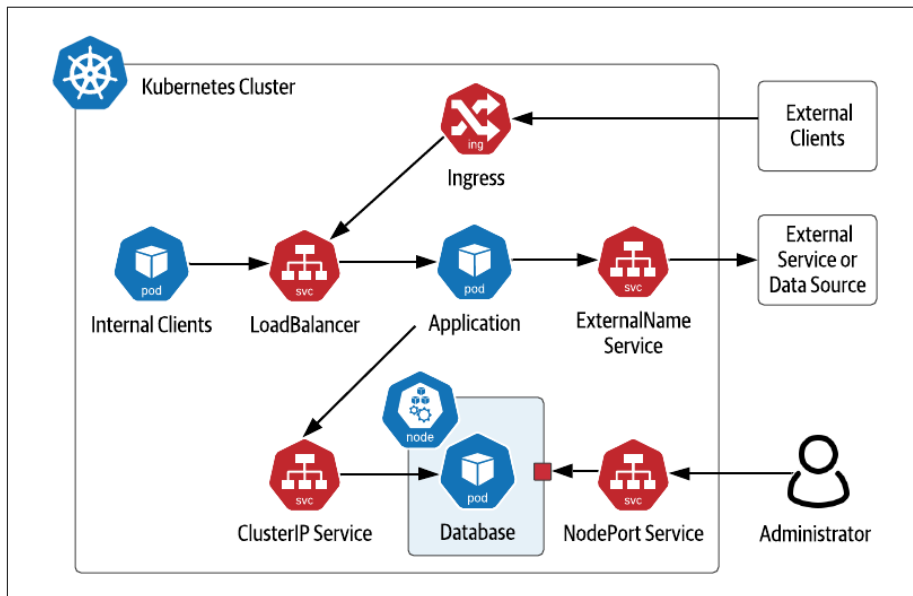 Kubernetes Cluster
ing
Ingress
External
Clients
pod
Internal Clients
svc
LoadBalancer
pod
Application
svc
ExternalName
Service
External
Service or
Data Source
node
svc
ClusterIP Service
pod
Database
svc
NodePort Service
Administrator